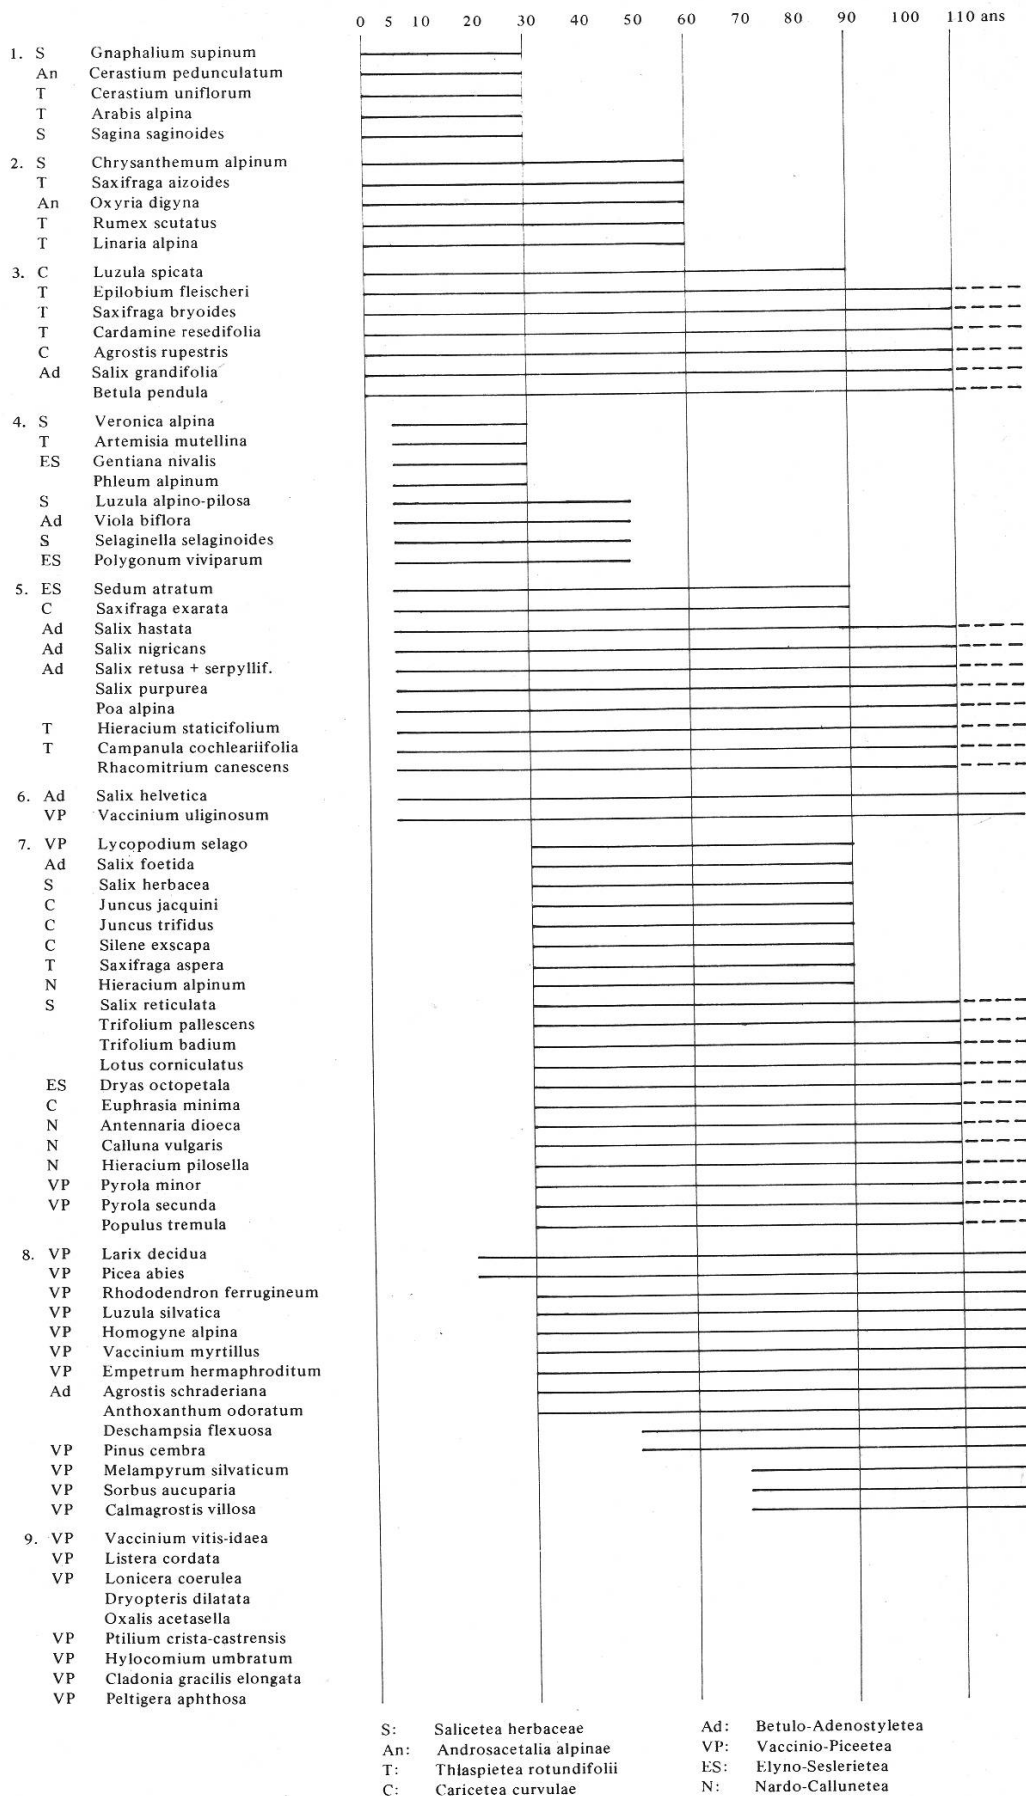 0 5 10 20 30 40 50 60 70 80 90 100 110 ans
1. S Gnaphalium supinum
An Cerastium pedunculatum
T Cerastium uniflorum
T Arabis alpina
S Sagina saginoides
2. S Chrysanthemum alpinum
T Saxifraga aizoides
An Oxyria digyna
T Rumex scutatus
T Linaria alpina
3. C Luzula spicata
T Epilobium fleischeri
T Saxifraga bryoides
T Cardamine resedifolia
C Agrostis rupestris
Ad Salix grandifolia
Betula pendula
4. S Veronica alpina
T Artemisia mutellina
ES Gentiana nivalis
Phleum alpinum
S Luzula alpino-pilosa
Ad Viola biflora
S Selaginella selaginoides
ES Polygonum viviparum
5. ES Sedum atratum
C Saxifraga exarata
Ad Salix hastata
Ad Salix nigricans
Ad Salix retusa + serpyllif.
Salix purpurea
Poa alpina
T Hieracium staticifolium
T Campanula cochleariifolia
Rhacomitrium canescens
6. Ad Salix helvetica
VP Vaccinium uliginosum
7. VP Lycopodium selago
Ad Salix foetida
S Salix herbacea
C Juncus jacquini
C Juncus trifidus
C Silene exscapa
T Saxifraga aspera
N Hieracium alpinum
S Salix reticulata
Trifolium pallescens
Trifolium badium
Lotus corniculatus
ES Dryas octopetala
C Euphrasia minima
N Antennaria dioeca
N Calluna vulgaris
N Hieracium pilosella
VP Pyrola minor
VP Pyrola secunda
Populus tremula
8. VP Larix decidua
VP Picea abies
VP Rhododendron ferrugineum
VP Luzula silvatica
VP Homogyne alpina
VP Vaccinium myrtillus
VP Empetrum hermaphroditum
Ad Agrostis schraderiana
Anthoxanthum odoratum
Deschampsia flexuosa
VP Pinus cembra
VP Melampyrum silvaticum
VP Sorbus aucuparia
VP Calmagrostis villosa
9. VP Vaccinium vitis-idaea
VP Listera cordata
VP Lonicera coerulea
Dryopteris dilatata
Oxalis acetasella
VP Ptilium crista-castrensis
VP Hylocomium umbratum
VP Cladonia gracilis elongata
VP Peltigera aphthosa
S: Salicetea herbaceae
An: Androsacetalia alpinae
T: Thlaspietea rotundifolii
C: Caricetea curvulae
Ad: Betulo-Adenostyletea
VP: Vaccinio-Piceetea
ES: Elyno-Seslerietea
N: Nardo-Callunetea